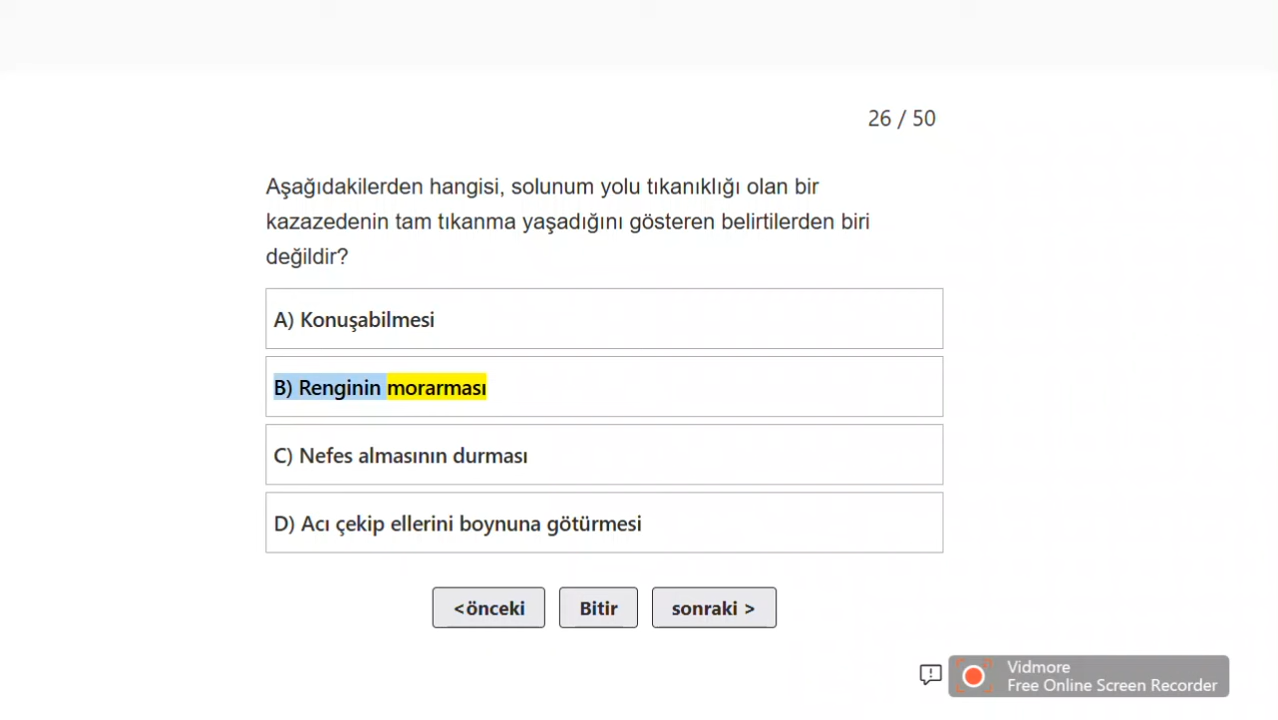 26 / 50
Aşağıdakilerden hangisi, solunum yolu tıkanıklığı olan bir
kazazedenin tam tıkanma yaşadığını gösteren belirtilerden biri
değildir?
A) Konuşabilmesi
B) Renginin morarması
C) Nefes almasının durması
D) Acı çekip ellerini boynuna götürmesi
<önceki
Bitir
sonraki >
Vidmore
Free Online Screen Recorder